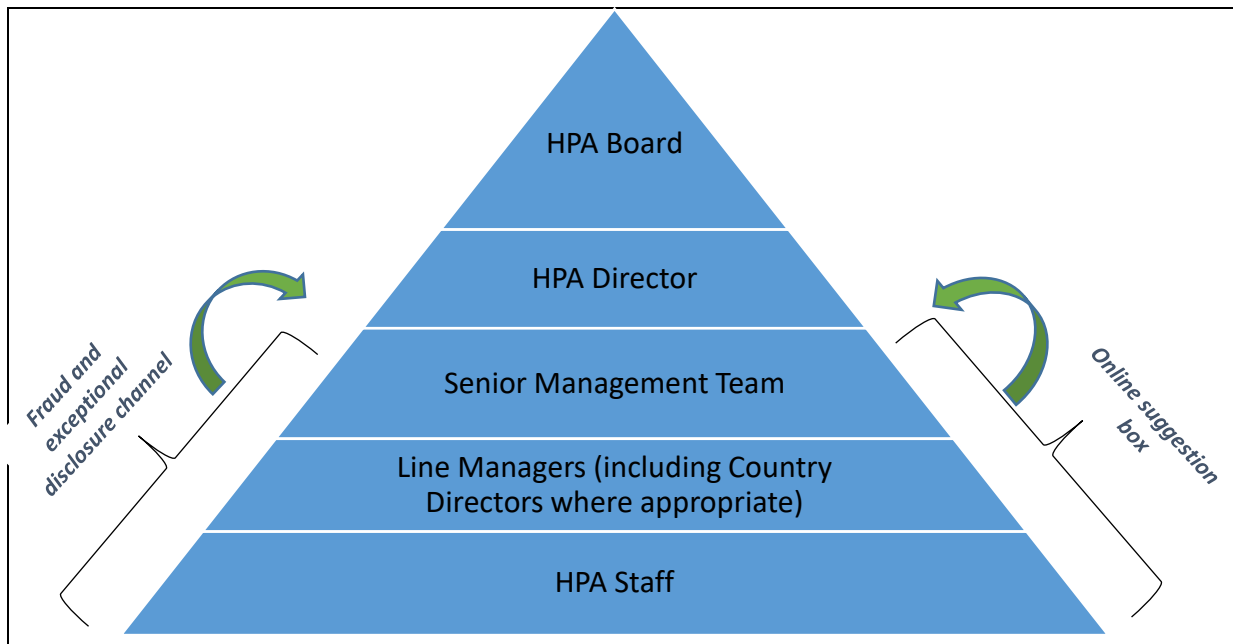 HPA Board
HPA Director
Senior Management Team
Line Managers (including Country
Directors where appropriate)
HPA Staff
Fraud and
exceptional
disclosure channel
Online suggestion
box